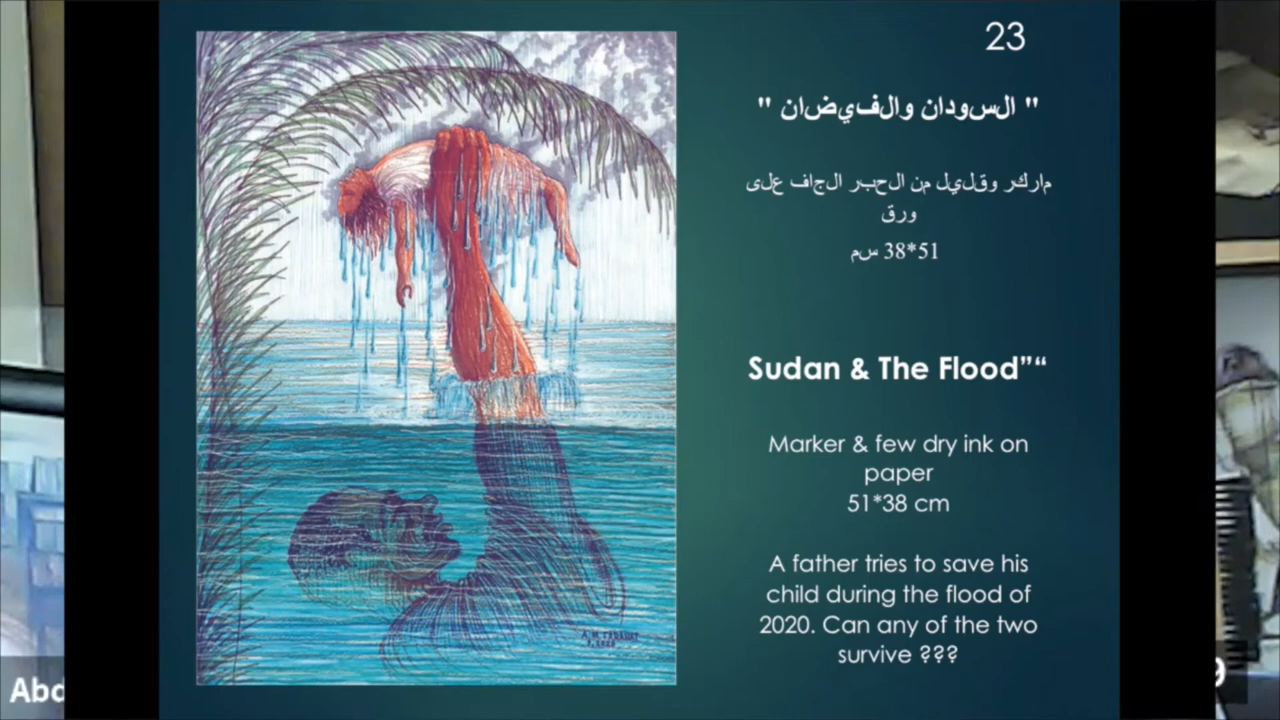 23
" السودان والفيضان "
ماركر وقليل من الحبر الجاف على
ورق
51*38 سم
Sudan & The Flood”“
Marker & few dry ink on
paper
51*38 cm
A father tries to save his
child during the flood of
2020. Can any of the two
survive ???
Abd
9